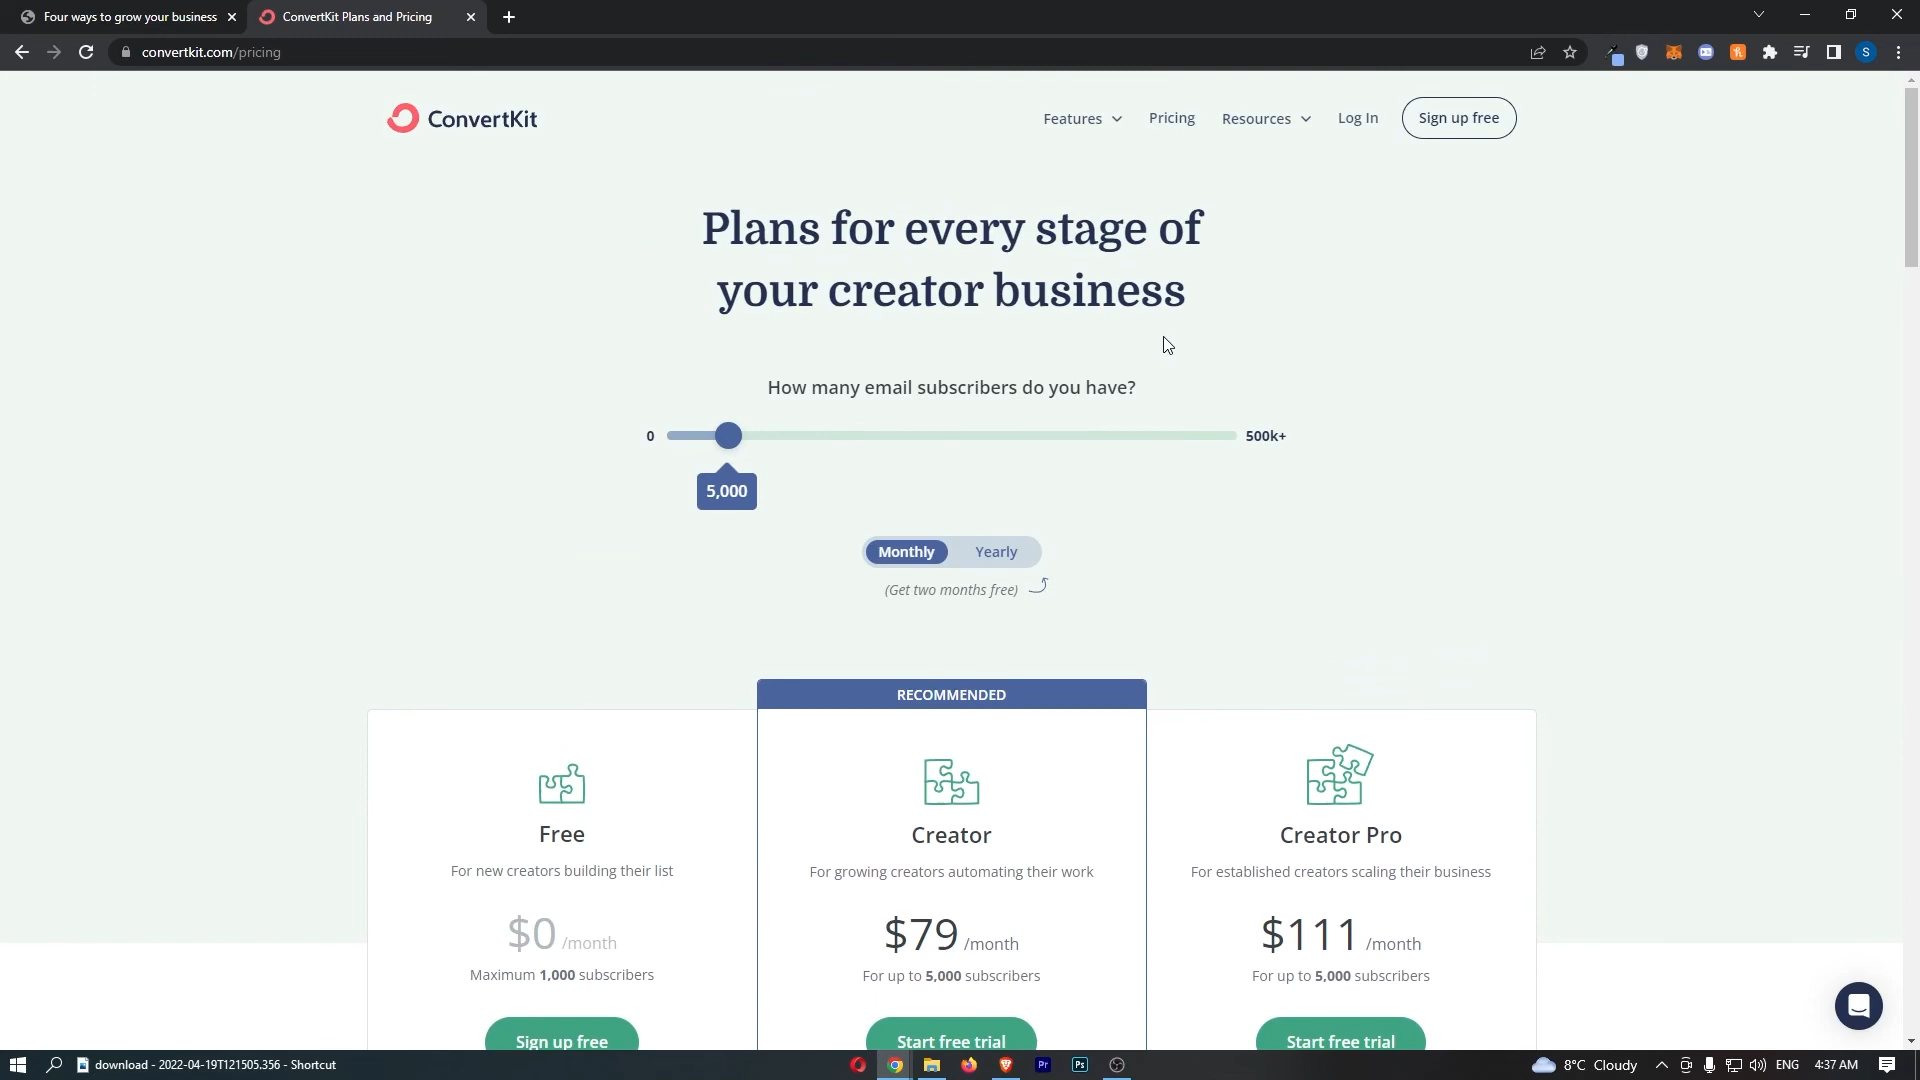 Four ways to grow your business
ConvertKit Plans and Pricing
convertkit.com/pricing
S
ConvertKit
Features
Pricing
Resources
Log In
Sign up free
Plans for every stage of
your creator business
How many email subscribers do you have?
0
500k+
5,000
Monthly
Yearly
(Get two months free)
RECOMMENDED
Free
For new creators building their list
$0 /month
Maximum 1,000 subscribers
Sign up free
Creator
For growing creators automating their work
$79 /month
For up to 5,000 subscribers
Start free trial
Creator Pro
For established creators scaling their business
$111 /month
For up to 5,000 subscribers
Start free trial
download - 2022-04-19T121505.356 - Shortcut
Pr
Ps
8°C Cloudy
ENG
4:37 AM